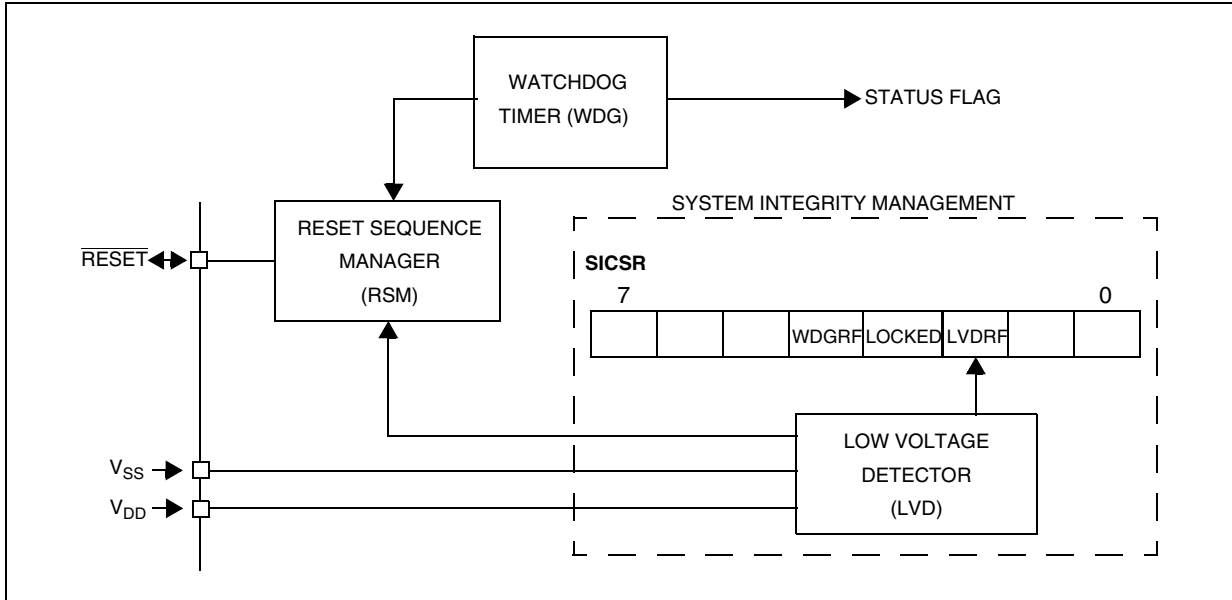 WATCHDOG
TIMER (WDG)
STATUS FLAG
SYSTEM INTEGRITY MANAGEMENT
RESET SEQUENCE
MANAGER
(RSM)
RESET
SICSR
7 0
WDGRF LOCKED LVDRF
LOW VOLTAGE
DETECTOR
(LVD)
VSS
VDD